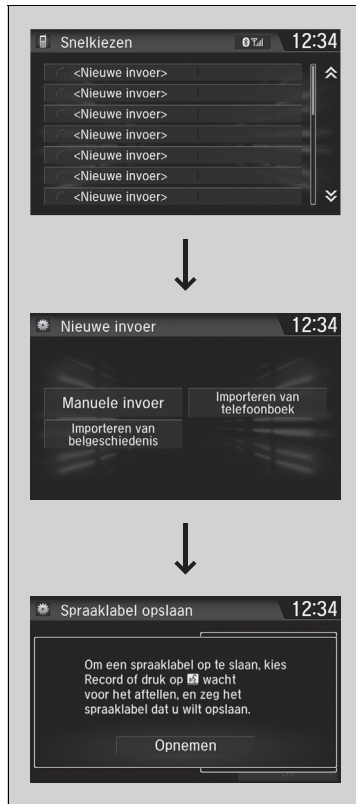 Snelkiezen 12:34
<Nieuwe invoer>
<Nieuwe invoer>
<Nieuwe invoer>
<Nieuwe invoer>
<Nieuwe invoer>
<Nieuwe invoer>
<Nieuwe invoer>
Nieuwe invoer 12:34
Manuele invoer
Importeren van
telefoonboek
Importeren van
belgeschiedenis
Spraaklabel opslaan 12:34
Om een spraaklabel op te slaan, kies
Record of druk op wacht
voor het aftellen, en zeg het
spraaklabel dat u wilt opslaan.
Opnemen